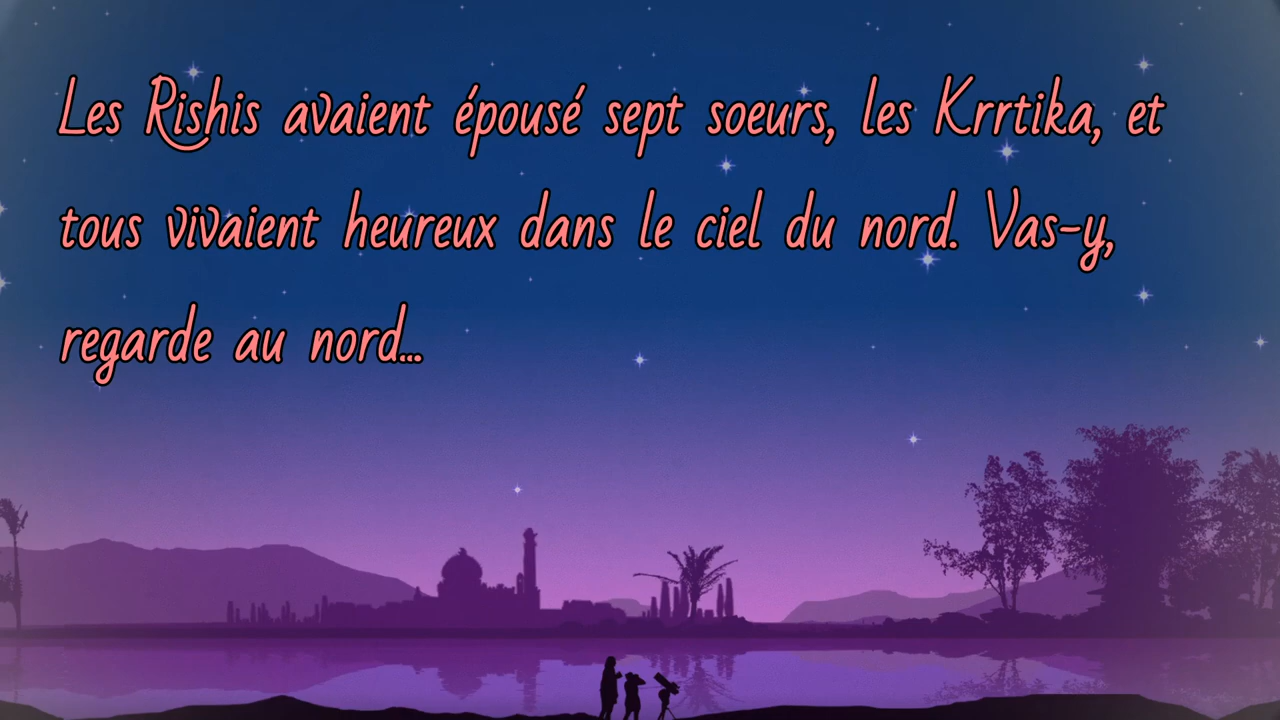 Les Rishis avaient épousé sept soeurs, les Krrtika, et
tous vivaient heureux dans le ciel du nord. Vas-y,
regarde au nord...